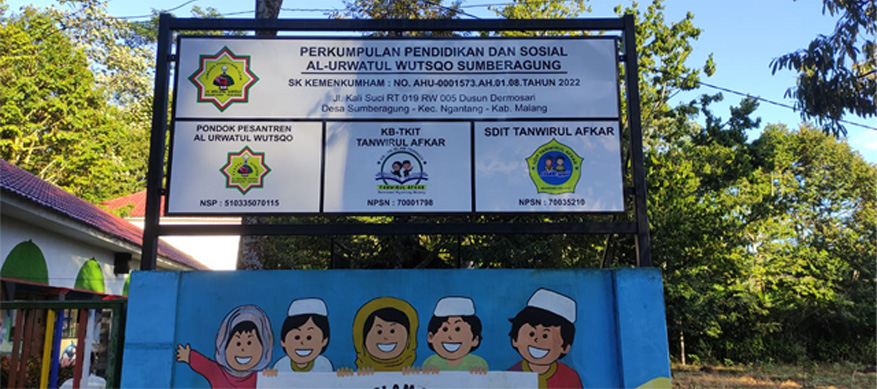 PERKUMPULAN PENDIDIKAN DAN SOSIAL
AL-URWATUL WUTSQO SUMBERAGUNG
SK KEMENKUMHAM : NO. AHU-0001573.AH.01.08.TAHUN 2022
Jl. Kali Suci RT 019 RW 005 Dusun Dermosari
Desa Sumberagung - Kec. Ngantang - Kab. Malang
PONDOK PESANTREN
AL URWATUL WUTSQO
NSP : 510335070115
KB-TKIT
TANWIRUL AFKAR
TANWIRUL AFKAR
NPSN : 70001798
SDIT TANWIRUL AFKAR
NPSN : 70035210